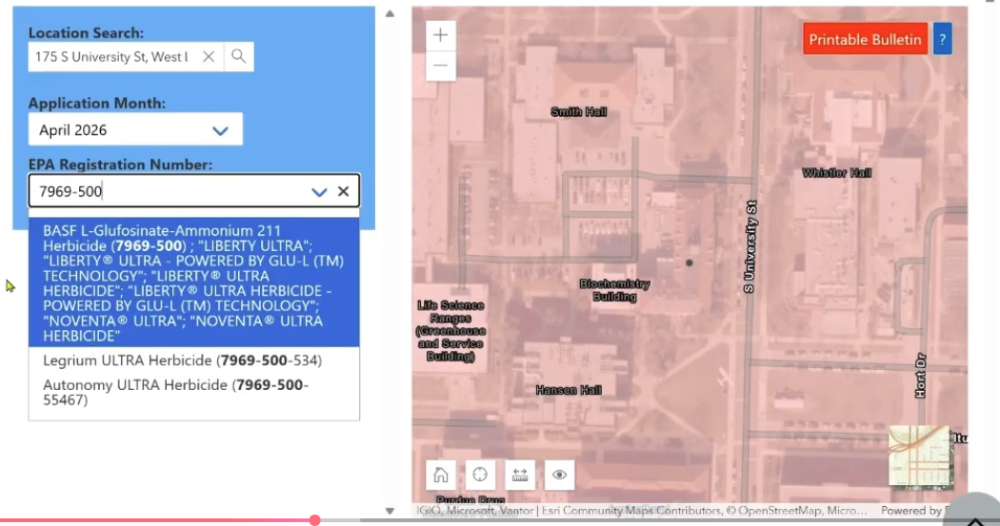 Location Search:
175 S University St, West l
Application Month:
April 2026
EPA Registration Number:
7969-500
BASF L-Glufosinate-Ammonium 211
Herbicide (7969-500) ; "LIBERTY ULTRA";
"LIBERTY® ULTRA - POWERED BY GLU-L (TM)
TECHNOLOGY"; "LIBERTY® ULTRA
HERBICIDE"; "LIBERTY® ULTRA HERBICIDE -
POWERED BY GLU-L (TM) TECHNOLOGY";
"NOVENTA® ULTRA"; "NOVENTA® ULTRA
HERBICIDE"
Legrium ULTRA Herbicide (7969-500-534)
Autonomy ULTRA Herbicide (7969-500-
55467)
Printable Bulletin
?
Smith Hall
Whistler Hall
S University St
Biochemistry
Building
Life Science
Ranges
(Greenhouse
and Service
Building)
Hansen Hall
Hort Dr
ltu
Purdue Drug
IGIO, Microsoft, Vantor | Esri Community Maps Contributors, © OpenStreetMap, Micro...
Powered by